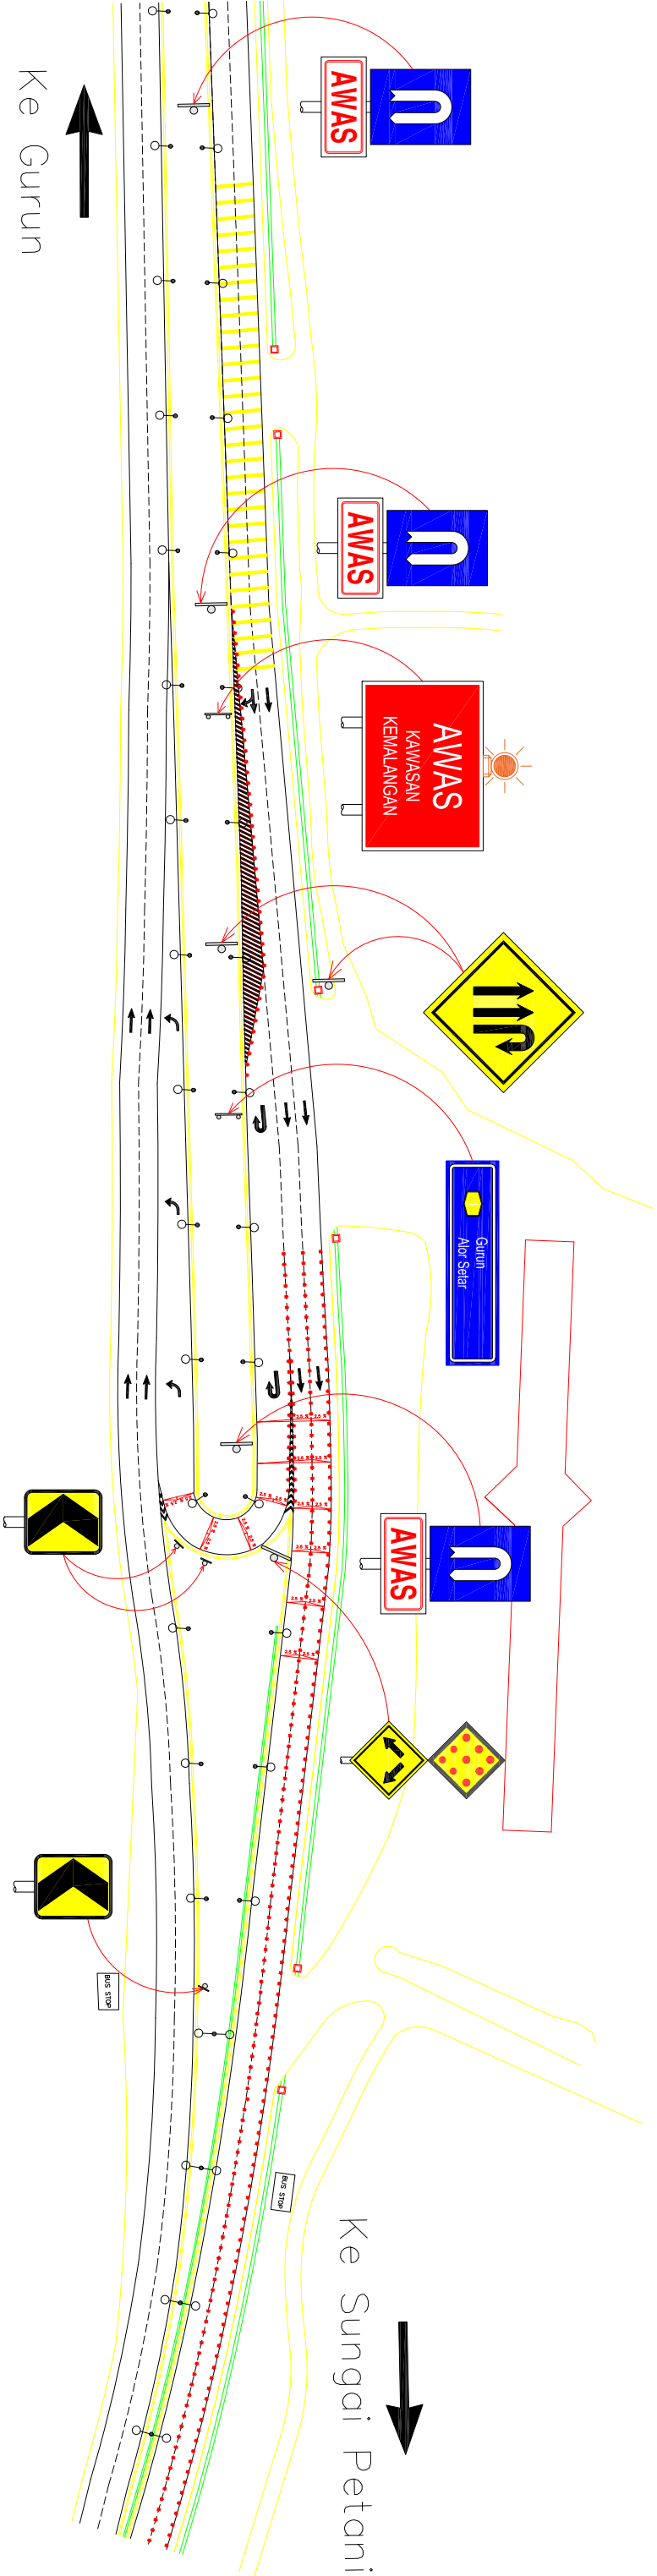 Ke Gurun
AWAS
AWAS
AWAS
KAWASAN
KEMALANGAN
Gurun
Alor Setar
AWAS
BUS STOP
BUS STOP
Ke Sungai Petani